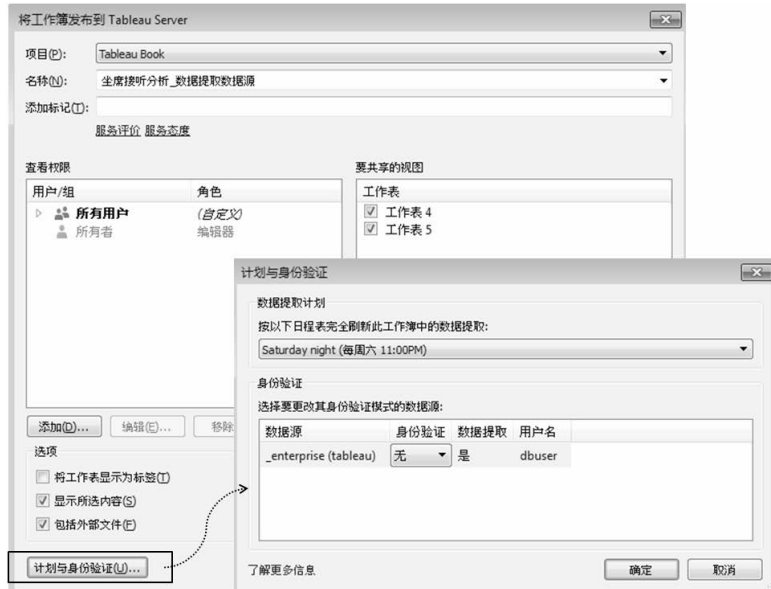 将工作簿发布到 Tableau Server
项目(P): Tableau Book
名称(N): 坐席接听分析_数据提取数据源
添加标记(T):
服务评价 服务态度
查看权限
用户/组 角色
所有用户 (自定义)
所有者 编辑器
要共享的视图
工作表
工作表 4
工作表 5
添加(D)... 编辑(E)... 移除
选项
将工作表显示为标签(T)
显示所选内容(S)
包括外部文件(F)
计划与身份验证(U)...
计划与身份验证
数据提取计划
按以下日程表完全刷新此工作簿中的数据提取:
Saturday night (每周六 11:00PM)
身份验证
选择要更改其身份验证模式的数据源:
数据源 身份验证 数据提取 用户名
_enterprise (tableau) 无 是 dbuser
了解更多信息 确定 取消